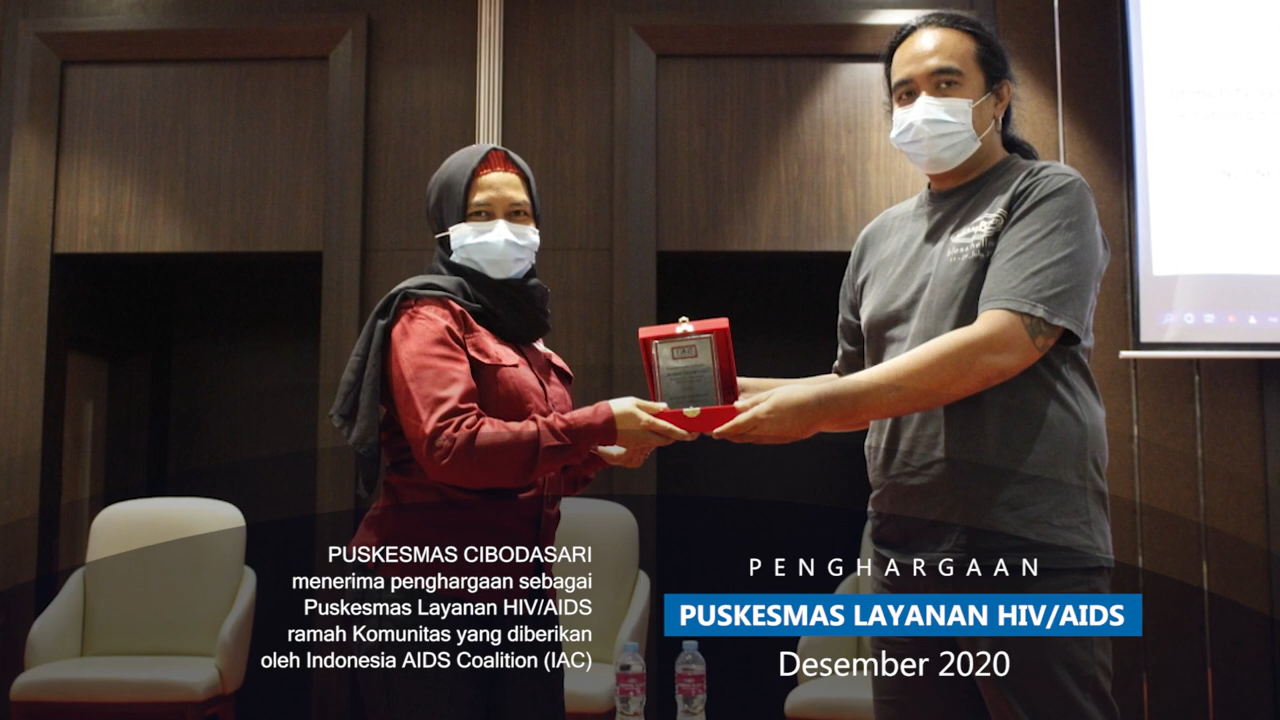 IAC
PUSKESMAS CIBODASARI
menerima penghargaan sebagai
Puskesmas Layanan HIV/AIDS
ramah Komunitas yang diberikan
oleh Indonesia AIDS Coalition (IAC)
PENGHARGAAN
PUSKESMAS LAYANAN HIV/AIDS
Desember 2020